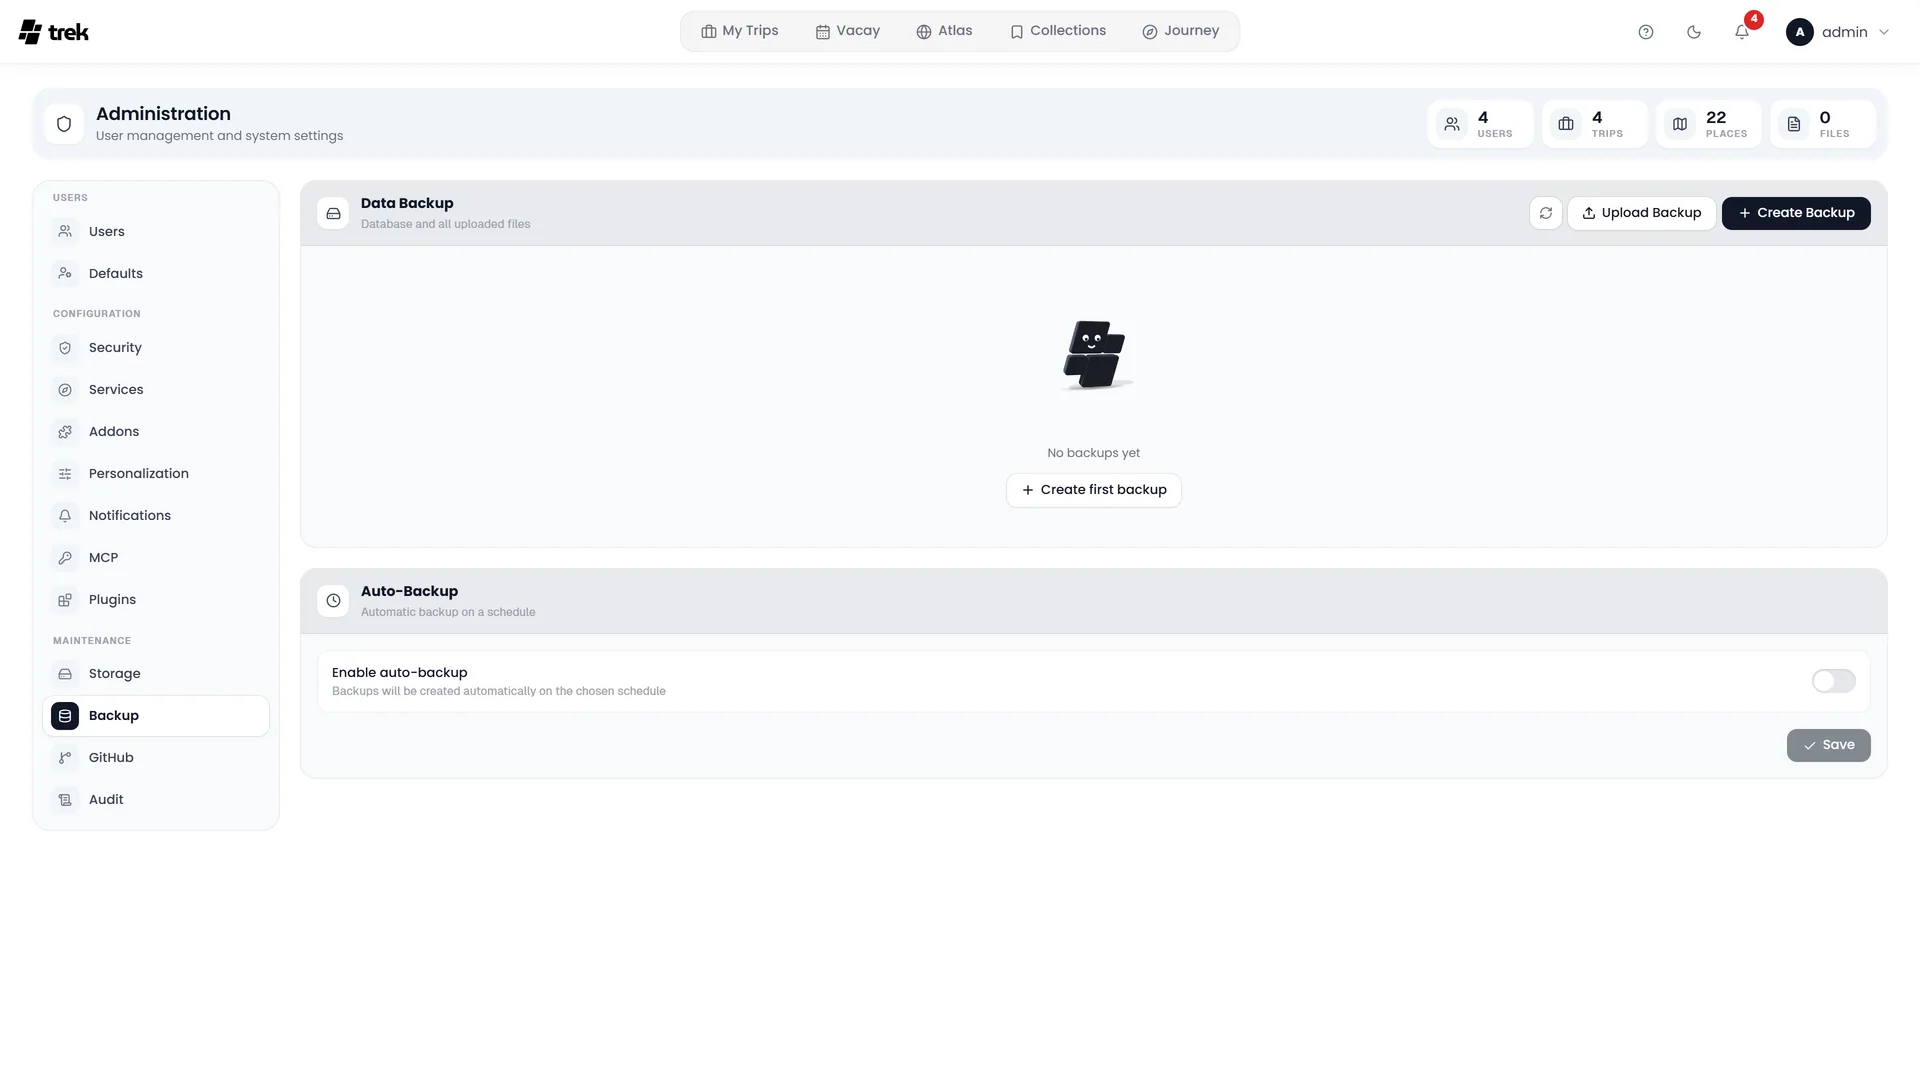 trek
My Trips
Vacay
Atlas
Collections
Journey
4
A
admin
Administration
User management and system settings
4
USERS
4
TRIPS
22
PLACES
0
FILES
USERS
Users
Defaults
CONFIGURATION
Security
Services
Addons
Personalization
Notifications
MCP
Plugins
MAINTENANCE
Storage
Backup
GitHub
Audit
Data Backup
Database and all uploaded files
Upload Backup
Create Backup
No backups yet
Create first backup
Auto-Backup
Automatic backup on a schedule
Enable auto-backup
Backups will be created automatically on the chosen schedule
Save